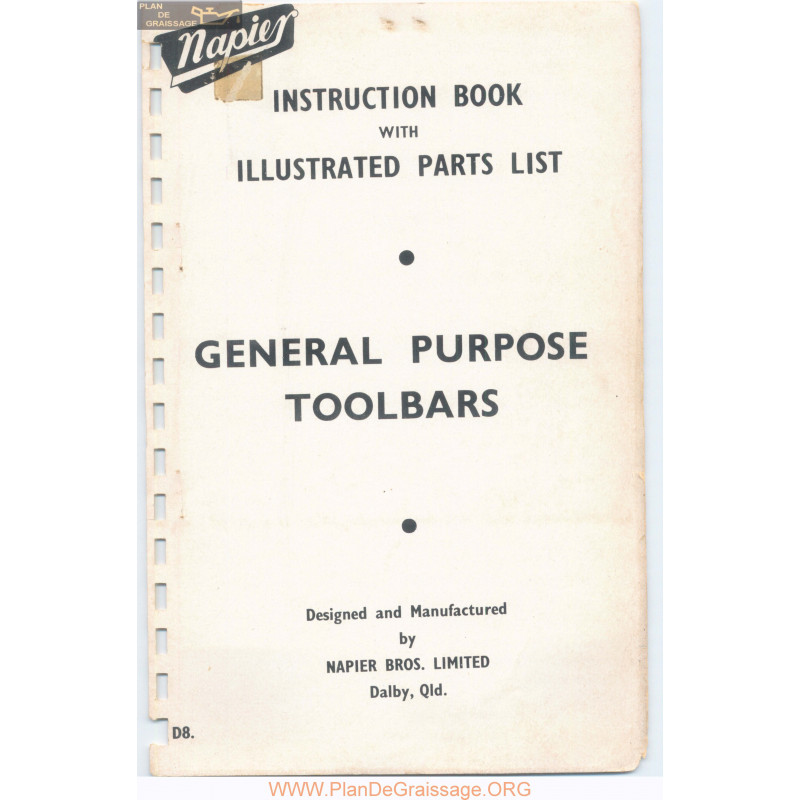 PLAN
DE
GRAISSAGE
Napier
INSTRUCTION BOOK
WITH
ILLUSTRATED PARTS LIST
GENERAL PURPOSE
TOOLBARS
Designed and Manufactured
by
NAPIER BROS. LIMITED
Dalby, Qld.
D8.
WWW.PlanDeGraissage.ORG